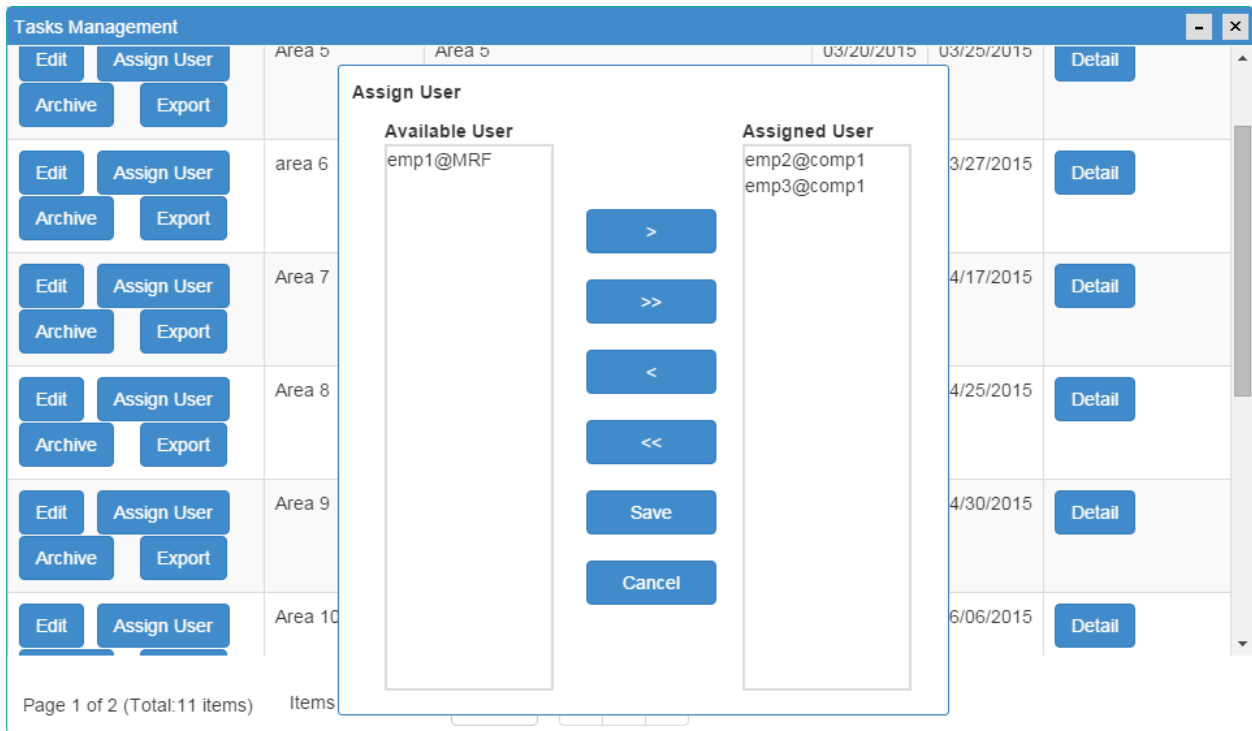 Tasks Management
- x
Edit Assign User Area 5 Area 5 03/20/2015 03/25/2015 Detail
Archive Export
Edit Assign User area 6 3/27/2015 Detail
Archive Export
Edit Assign User Area 7 4/17/2015 Detail
Archive Export
Edit Assign User Area 8 4/25/2015 Detail
Archive Export
Edit Assign User Area 9 4/30/2015 Detail
Archive Export
Edit Assign User Area 10 6/06/2015 Detail
Page 1 of 2 (Total:11 items) Items
Assign User
Available User
emp1@MRF
>
>>
<
<<
Save
Cancel
Assigned User
emp2@comp1
emp3@comp1